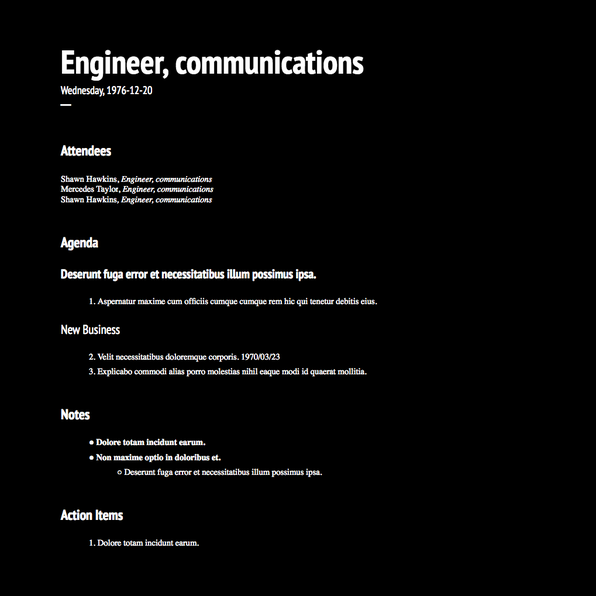 Engineer, communications
Wednesday, 1976-12-20
Attendees
Shawn Hawkins, Engineer, communications
Mercedes Taylor, Engineer, communications
Shawn Hawkins, Engineer, communications
Agenda
Deserunt fuga error et necessitatibus illum possimus ipsa.
1. Aspernatur maxime cum officiis cumque cumque rem hic qui tenetur debitis eius.
New Business
2. Velit necessitatibus doloremque corporis. 1970/03/23
3. Explicabo commodi alias porro molestias nihil eaque modi id quaerat mollitia.
Notes
● Dolore totam incidunt earum.
● Non maxime optio in doloribus et.
○ Deserunt fuga error et necessitatibus illum possimus ipsa.
Action Items
1. Dolore totam incidunt earum.